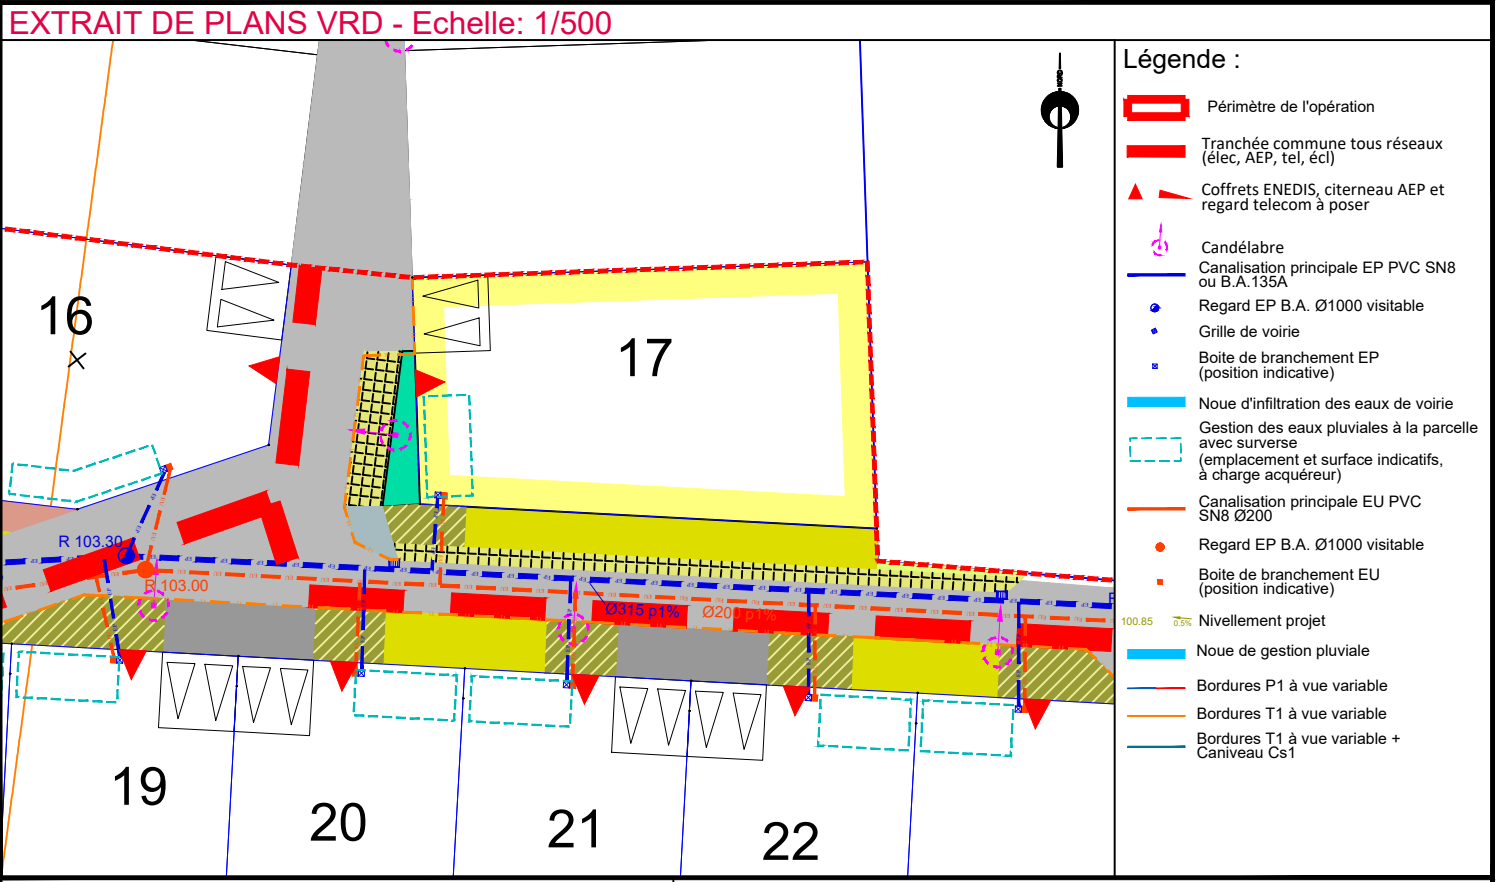 EXTRAIT DE PLANS VRD - Echelle: 1/500
NORD
16
17
R 103.30
R 103.00
Ø315 p1%
Ø200 p1%
19
20
21
22
Légende :
Périmètre de l'opération
Tranchée commune tous réseaux
(élec, AEP, tel, écl)
Coffrets ENEDIS, citerneau AEP et
regard telecom à poser
Candélabre
Canalisation principale EP PVC SN8
ou B.A.135A
Regard EP B.A. Ø1000 visitable
Grille de voirie
Boite de branchement EP
(position indicative)
Noue d'infiltration des eaux de voirie
Gestion des eaux pluviales à la parcelle
avec surverse
(emplacement et surface indicatifs,
à charge acquéreur)
Canalisation principale EU PVC
SN8 Ø200
Regard EP B.A. Ø1000 visitable
Boite de branchement EU
(position indicative)
100.85 0.5% Nivellement projet
Noue de gestion pluviale
Bordures P1 à vue variable
Bordures T1 à vue variable
Bordures T1 à vue variable +
Caniveau Cs1